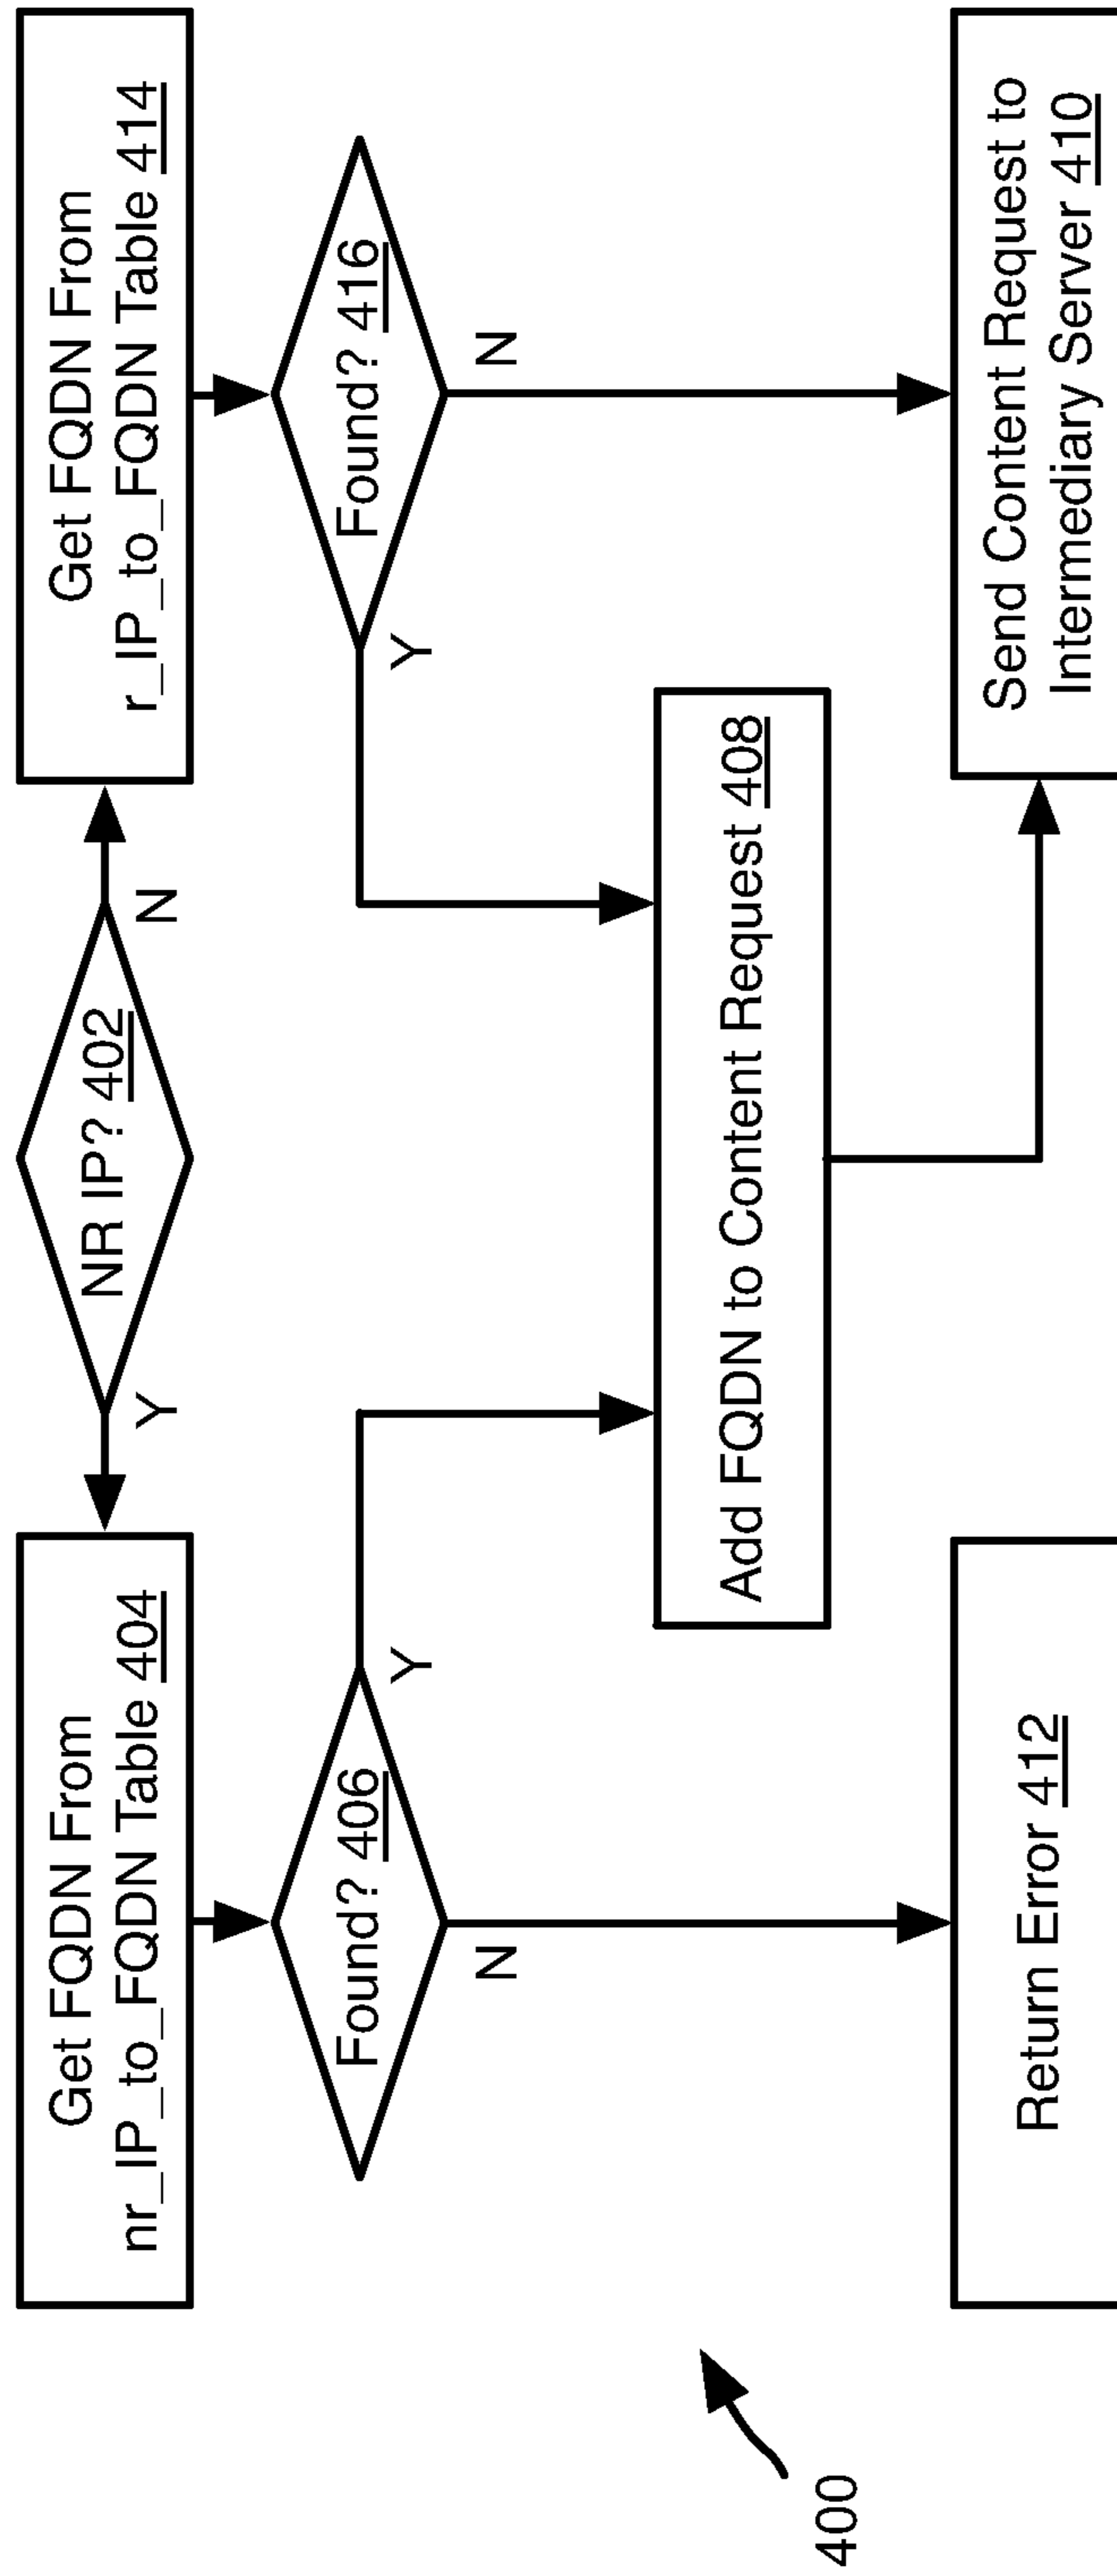 NR IP? 402
Y
N
Get FQDN From
nr_IP_to_FQDN Table 404
Get FQDN From
r_IP_to_FQDN Table 414
Found? 406
Y
N
Found? 416
Y
N
Add FQDN to Content Request 408
Return Error 412
Send Content Request to
Intermediary Server 410
400